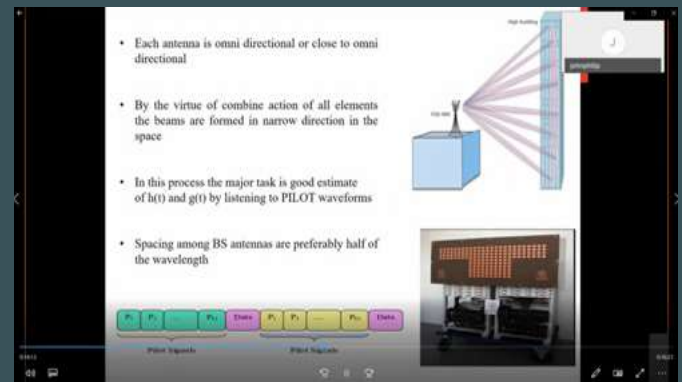 • Each antenna is omni directional or close to omni
directional
• By the virtue of combine action of all elements
the beams are formed in narrow direction in the
space
• In this process the major task is good estimate
of h(t) and g(t) by listening to PILOT waveforms
• Spacing among BS antennas are preferably half of
the wavelength
High building
J
johnphilip
Data
Data
Pilot Signals
Pilot Signals